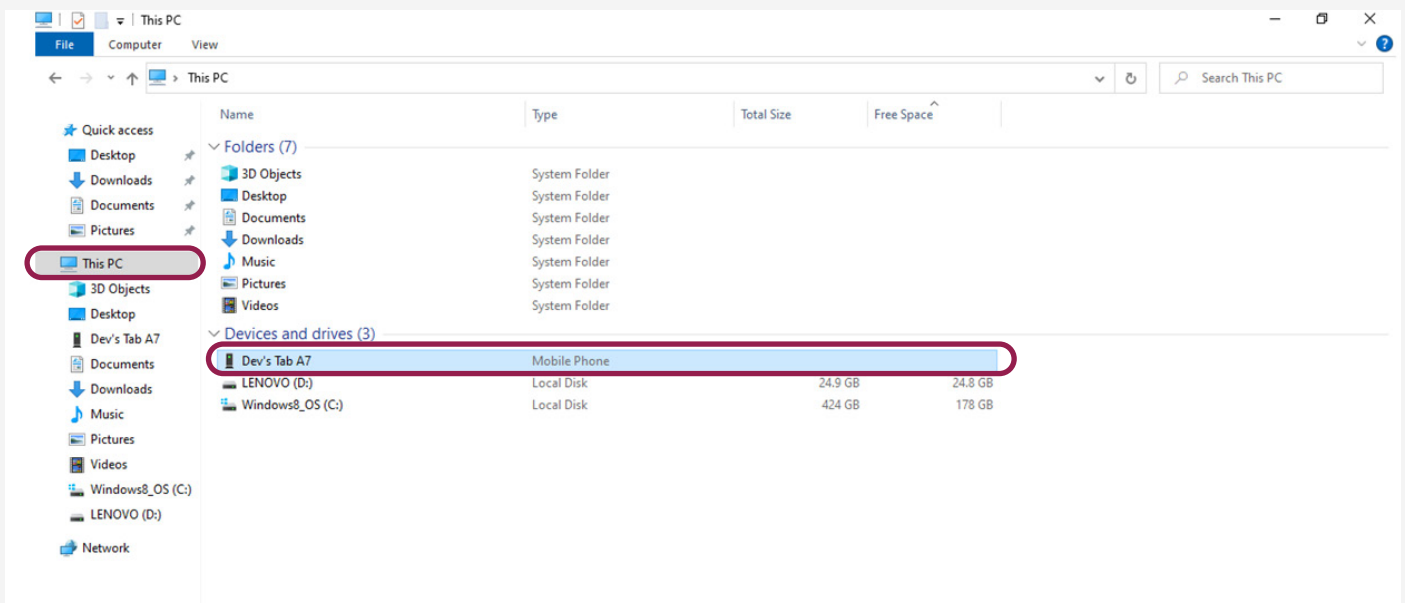 This PC
File Computer View
This PC
Search This PC
Name Type Total Size Free Space
Quick access
Desktop
Downloads
Documents
Pictures
This PC
3D Objects
Desktop
Dev's Tab A7
Documents
Downloads
Music
Pictures
Videos
Windows8_OS (C:)
LENOVO (D:)
Network
Folders (7)
3D Objects System Folder
Desktop System Folder
Documents System Folder
Downloads System Folder
Music System Folder
Pictures System Folder
Videos System Folder
Devices and drives (3)
Dev's Tab A7 Mobile Phone
LENOVO (D:) Local Disk 24.9 GB 24.8 GB
Windows8_OS (C:) Local Disk 424 GB 178 GB